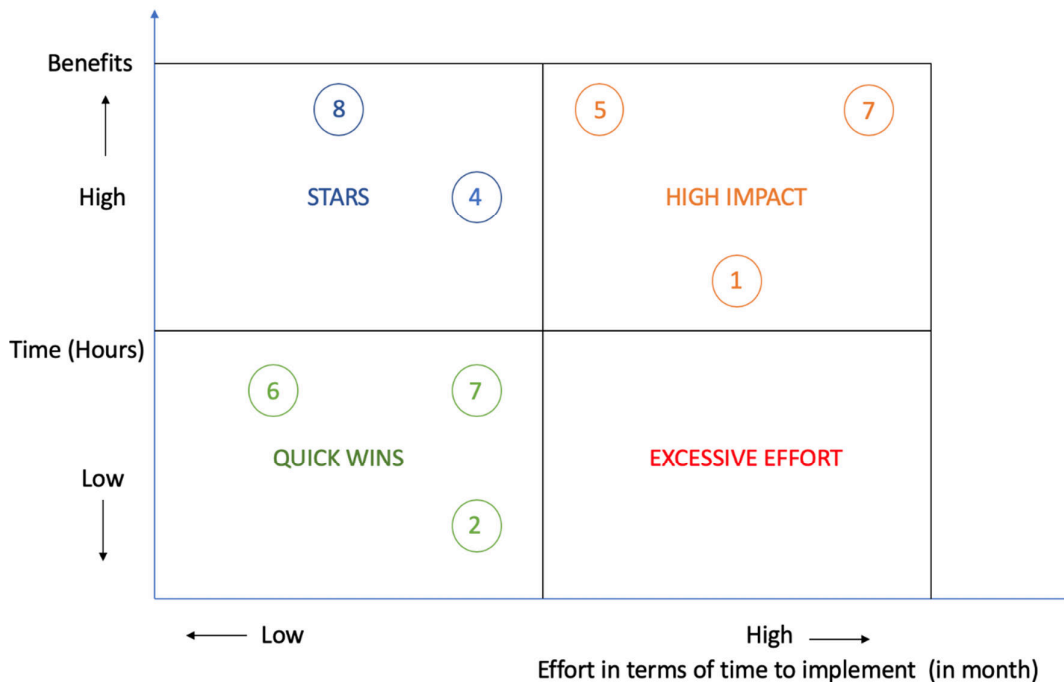 Benefits
8
5
7
High
STARS
4
HIGH IMPACT
1
Time (Hours)
6
7
QUICK WINS
EXCESSIVE EFFORT
Low
2
Low
High
Effort in terms of time to implement (in month)